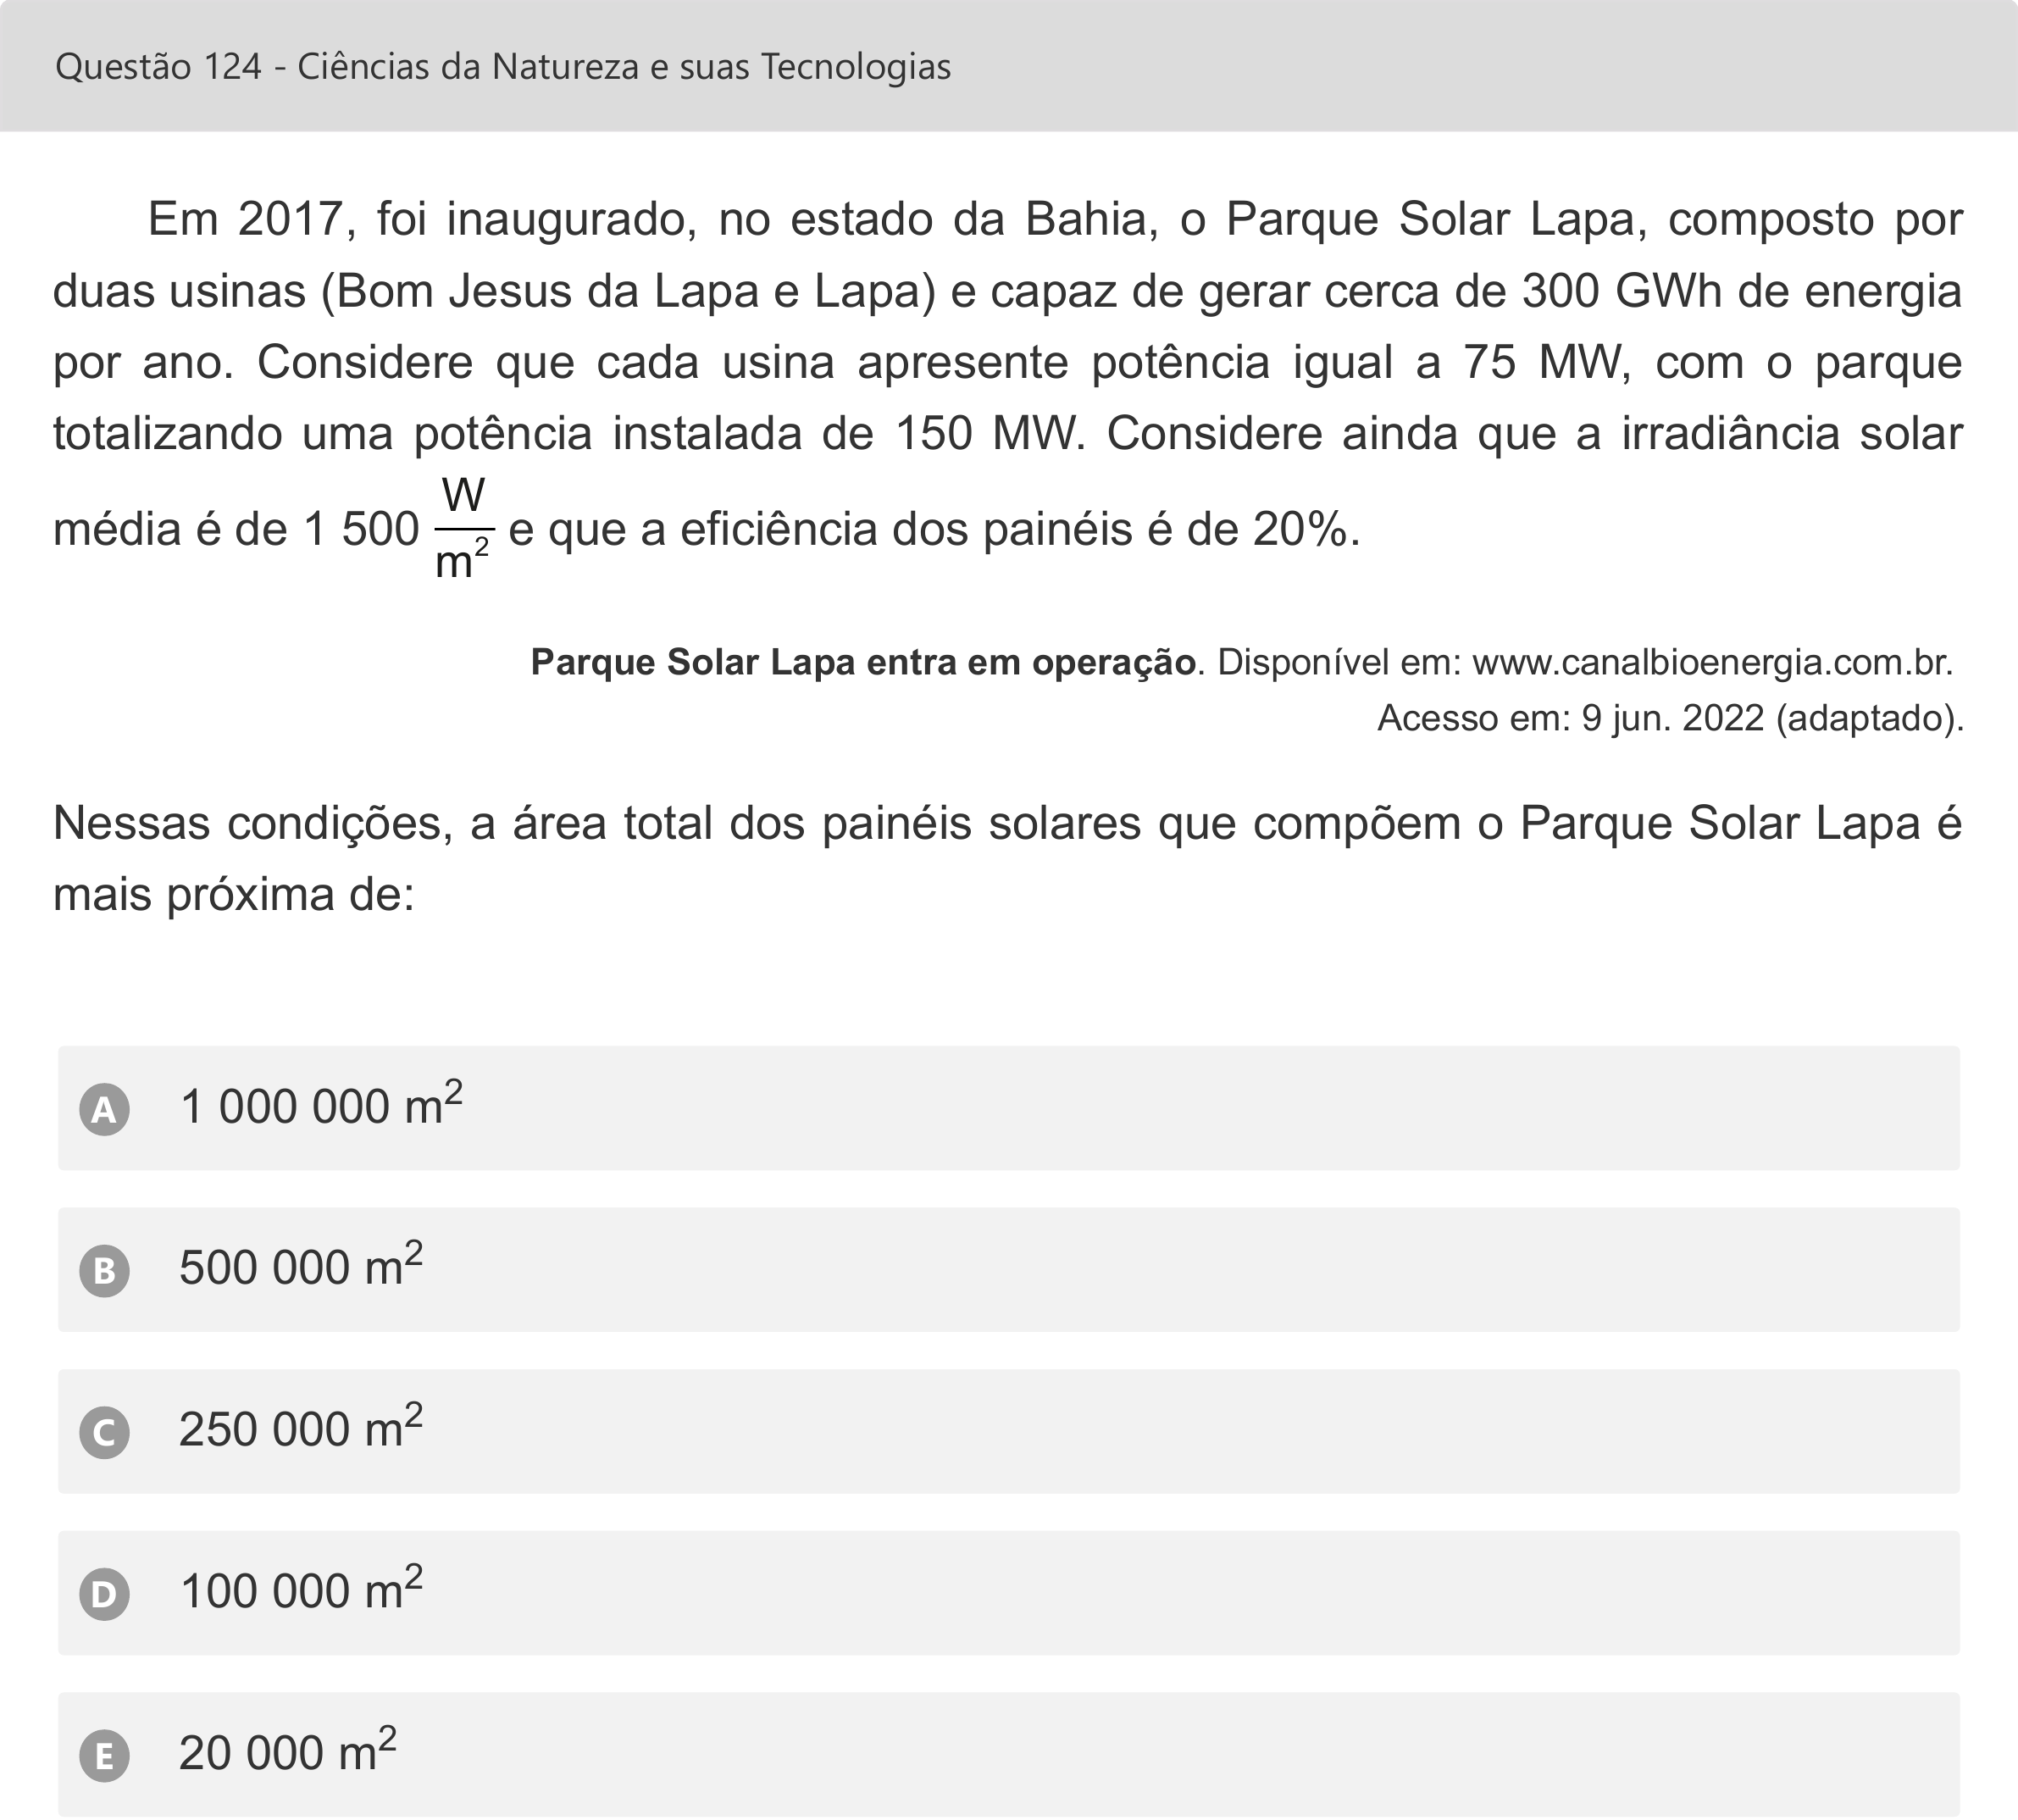 Questão 124 - Ciências da Natureza e suas Tecnologias
Em 2017, foi inaugurado, no estado da Bahia, o Parque Solar Lapa, composto por
duas usinas (Bom Jesus da Lapa e Lapa) e capaz de gerar cerca de 300 GWh de energia
por ano. Considere que cada usina apresente potência igual a 75 MW, com o parque
totalizando uma potência instalada de 150 MW. Considere ainda que a irradiância solar
média é de 1 500 W/m² e que a eficiência dos painéis é de 20%.
Parque Solar Lapa entra em operação. Disponível em: www.canalbioenergia.com.br.
Acesso em: 9 jun. 2022 (adaptado).
Nessas condições, a área total dos painéis solares que compõem o Parque Solar Lapa é
mais próxima de:
A 1 000 000 m²
B 500 000 m²
C 250 000 m²
D 100 000 m²
E 20 000 m²